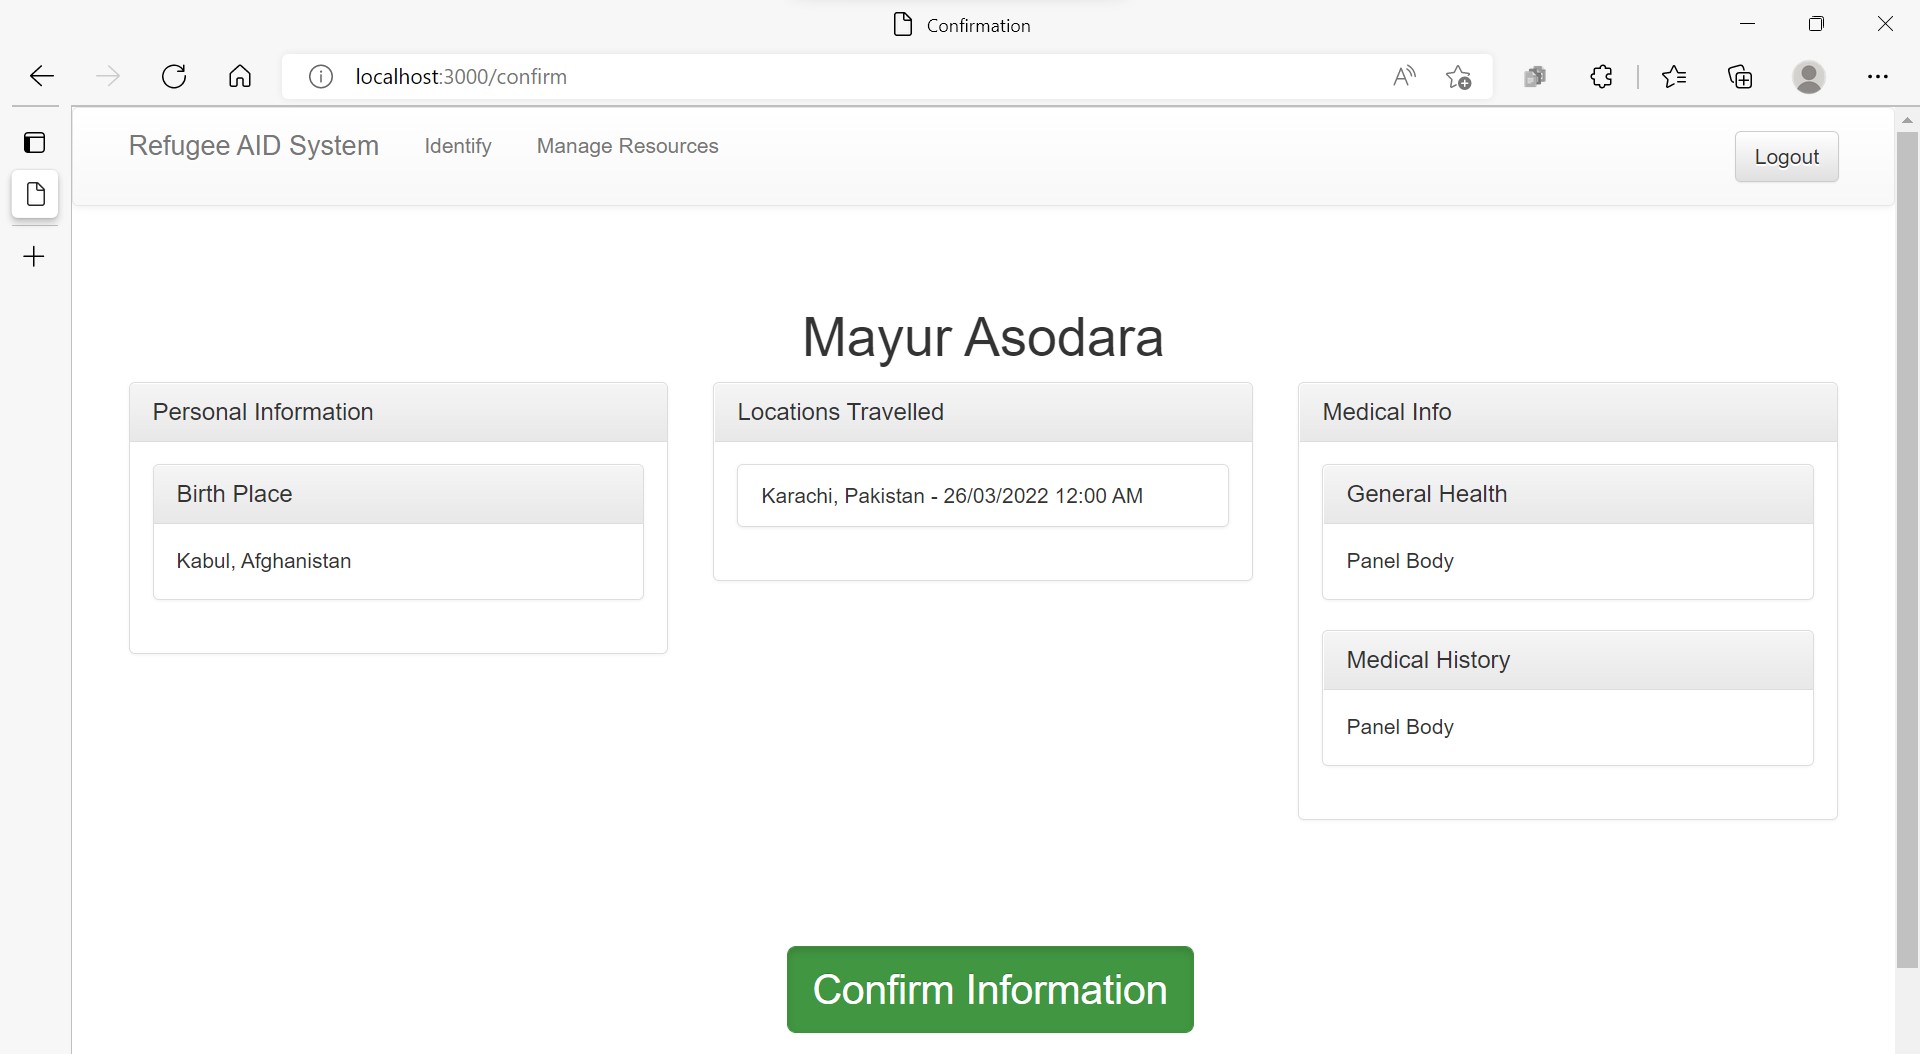 Confirmation
localhost:3000/confirm
Refugee AID System Identify Manage Resources Logout
Mayur Asodara
Personal Information
Birth Place
Kabul, Afghanistan
Locations Travelled
Karachi, Pakistan - 26/03/2022 12:00 AM
Medical Info
General Health
Panel Body
Medical History
Panel Body
Confirm Information